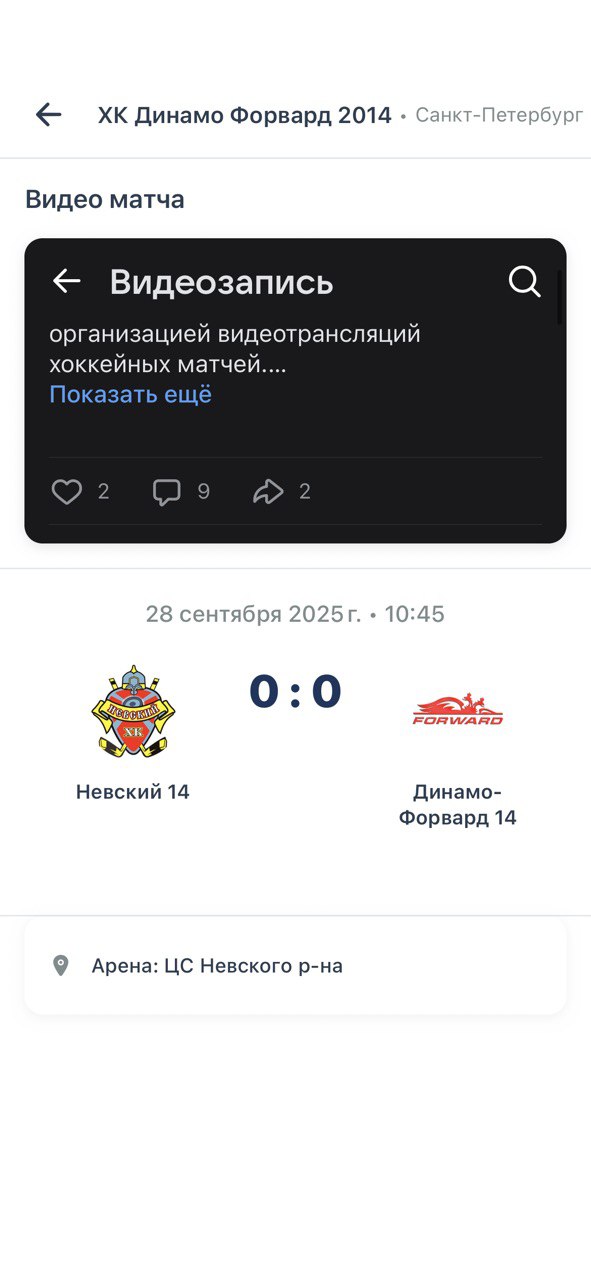 ХК Динамо Форвард 2014 • Санкт-Петербург
Видео матча
Видеозапись
организацией видеотрансляций
хоккейных матчей....
Показать ещё
2 9 2
28 сентября 2025 г. • 10:45
0 : 0
НЕВСКИЙ
ХК
FORWARD
Невский 14
Динамо-
Форвард 14
Арена: ЦС Невского р-на